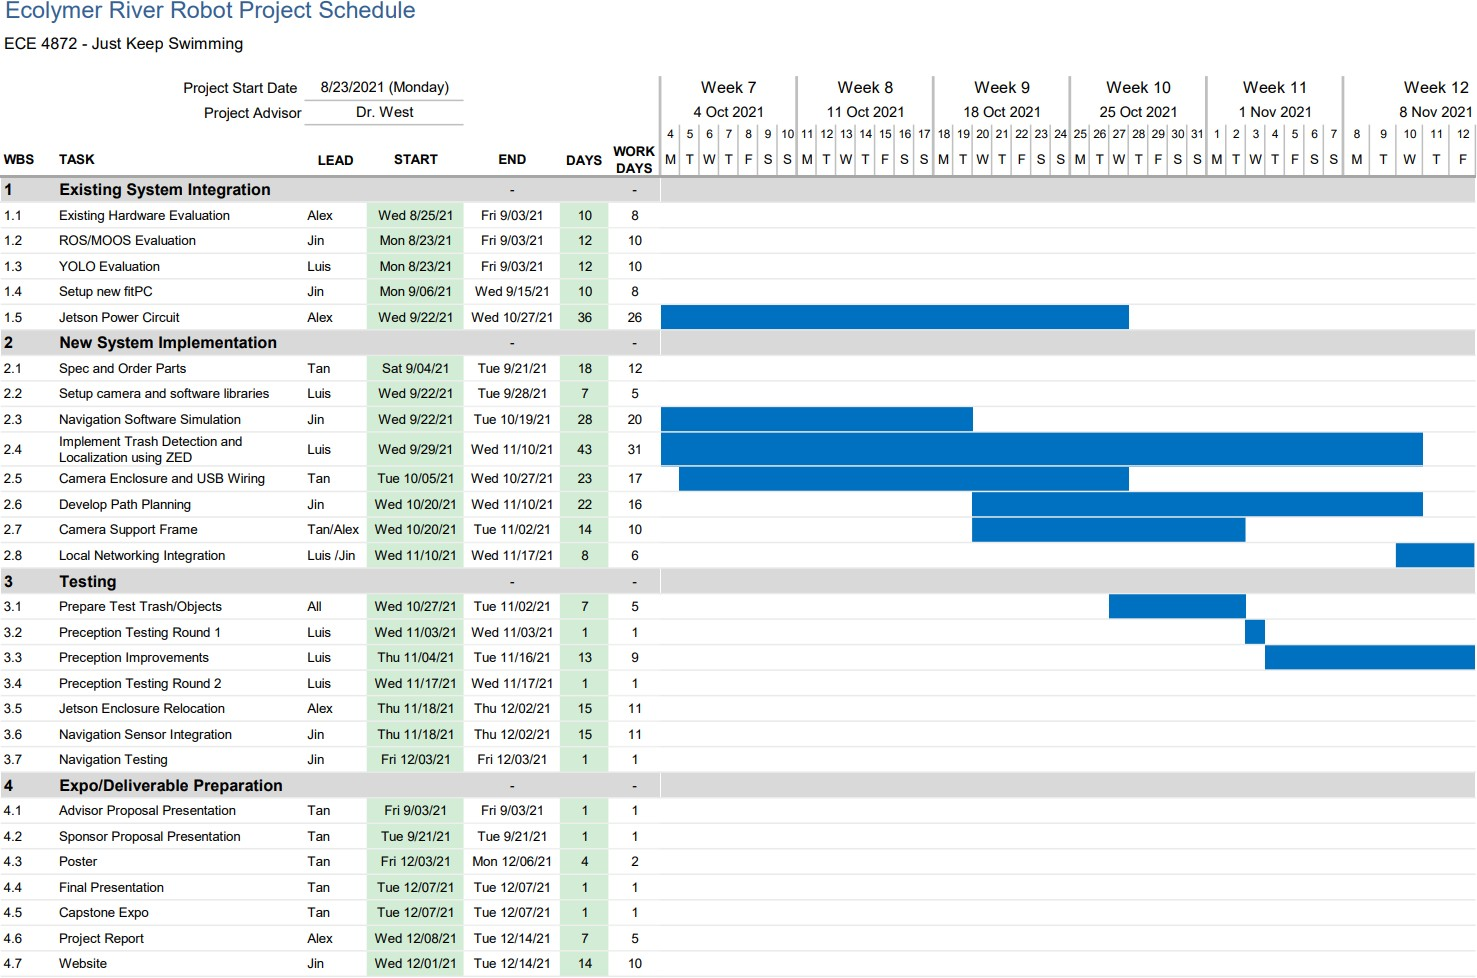 Ecolymer River Robot Project Schedule
ECE 4872 - Just Keep Swimming
Project Start Date 8/23/2021 (Monday) Week 7 Week 8 Week 9 Week 10 Week 11 Week 12
Project Advisor Dr. West 4 Oct 2021 11 Oct 2021 18 Oct 2021 25 Oct 2021 1 Nov 2021 8 Nov 2021
4 5 6 7 8 9 10 11 12 13 14 15 16 17 18 19 20 21 22 23 24 25 26 27 28 29 30 31 1 2 3 4 5 6 7 8 9 10 11 12
WBS TASK LEAD START END DAYS WORK DAYS M T W T F S S M T W T F S S M T W T F S S M T W T F S S M T W T F S S M T W T F
1 Existing System Integration - -
1.1 Existing Hardware Evaluation Alex Wed 8/25/21 Fri 9/03/21 10 8
1.2 ROS/MOOS Evaluation Jin Mon 8/23/21 Fri 9/03/21 12 10
1.3 YOLO Evaluation Luis Mon 8/23/21 Fri 9/03/21 12 10
1.4 Setup new fitPC Jin Mon 9/06/21 Wed 9/15/21 10 8
1.5 Jetson Power Circuit Alex Wed 9/22/21 Wed 10/27/21 36 26
2 New System Implementation - -
2.1 Spec and Order Parts Tan Sat 9/04/21 Tue 9/21/21 18 12
2.2 Setup camera and software libraries Luis Wed 9/22/21 Tue 9/28/21 7 5
2.3 Navigation Software Simulation Jin Wed 9/22/21 Tue 10/19/21 28 20
2.4 Implement Trash Detection and
Localization using ZED Luis Wed 9/29/21 Wed 11/10/21 43 31
2.5 Camera Enclosure and USB Wiring Tan Tue 10/05/21 Wed 10/27/21 23 17
2.6 Develop Path Planning Jin Wed 10/20/21 Wed 11/10/21 22 16
2.7 Camera Support Frame Tan/Alex Wed 10/20/21 Tue 11/02/21 14 10
2.8 Local Networking Integration Luis /Jin Wed 11/10/21 Wed 11/17/21 8 6
3 Testing - -
3.1 Prepare Test Trash/Objects All Wed 10/27/21 Tue 11/02/21 7 5
3.2 Preception Testing Round 1 Luis Wed 11/03/21 Wed 11/03/21 1 1
3.3 Preception Improvements Luis Thu 11/04/21 Tue 11/16/21 13 9
3.4 Preception Testing Round 2 Luis Wed 11/17/21 Wed 11/17/21 1 1
3.5 Jetson Enclosure Relocation Alex Thu 11/18/21 Thu 12/02/21 15 11
3.6 Navigation Sensor Integration Jin Thu 11/18/21 Thu 12/02/21 15 11
3.7 Navigation Testing Jin Fri 12/03/21 Fri 12/03/21 1 1
4 Expo/Deliverable Preparation - -
4.1 Advisor Proposal Presentation Tan Fri 9/03/21 Fri 9/03/21 1 1
4.2 Sponsor Proposal Presentation Tan Tue 9/21/21 Tue 9/21/21 1 1
4.3 Poster Tan Fri 12/03/21 Mon 12/06/21 4 2
4.4 Final Presentation Tan Tue 12/07/21 Tue 12/07/21 1 1
4.5 Capstone Expo Tan Tue 12/07/21 Tue 12/07/21 1 1
4.6 Project Report Alex Wed 12/08/21 Tue 12/14/21 7 5
4.7 Website Jin Wed 12/01/21 Tue 12/14/21 14 10